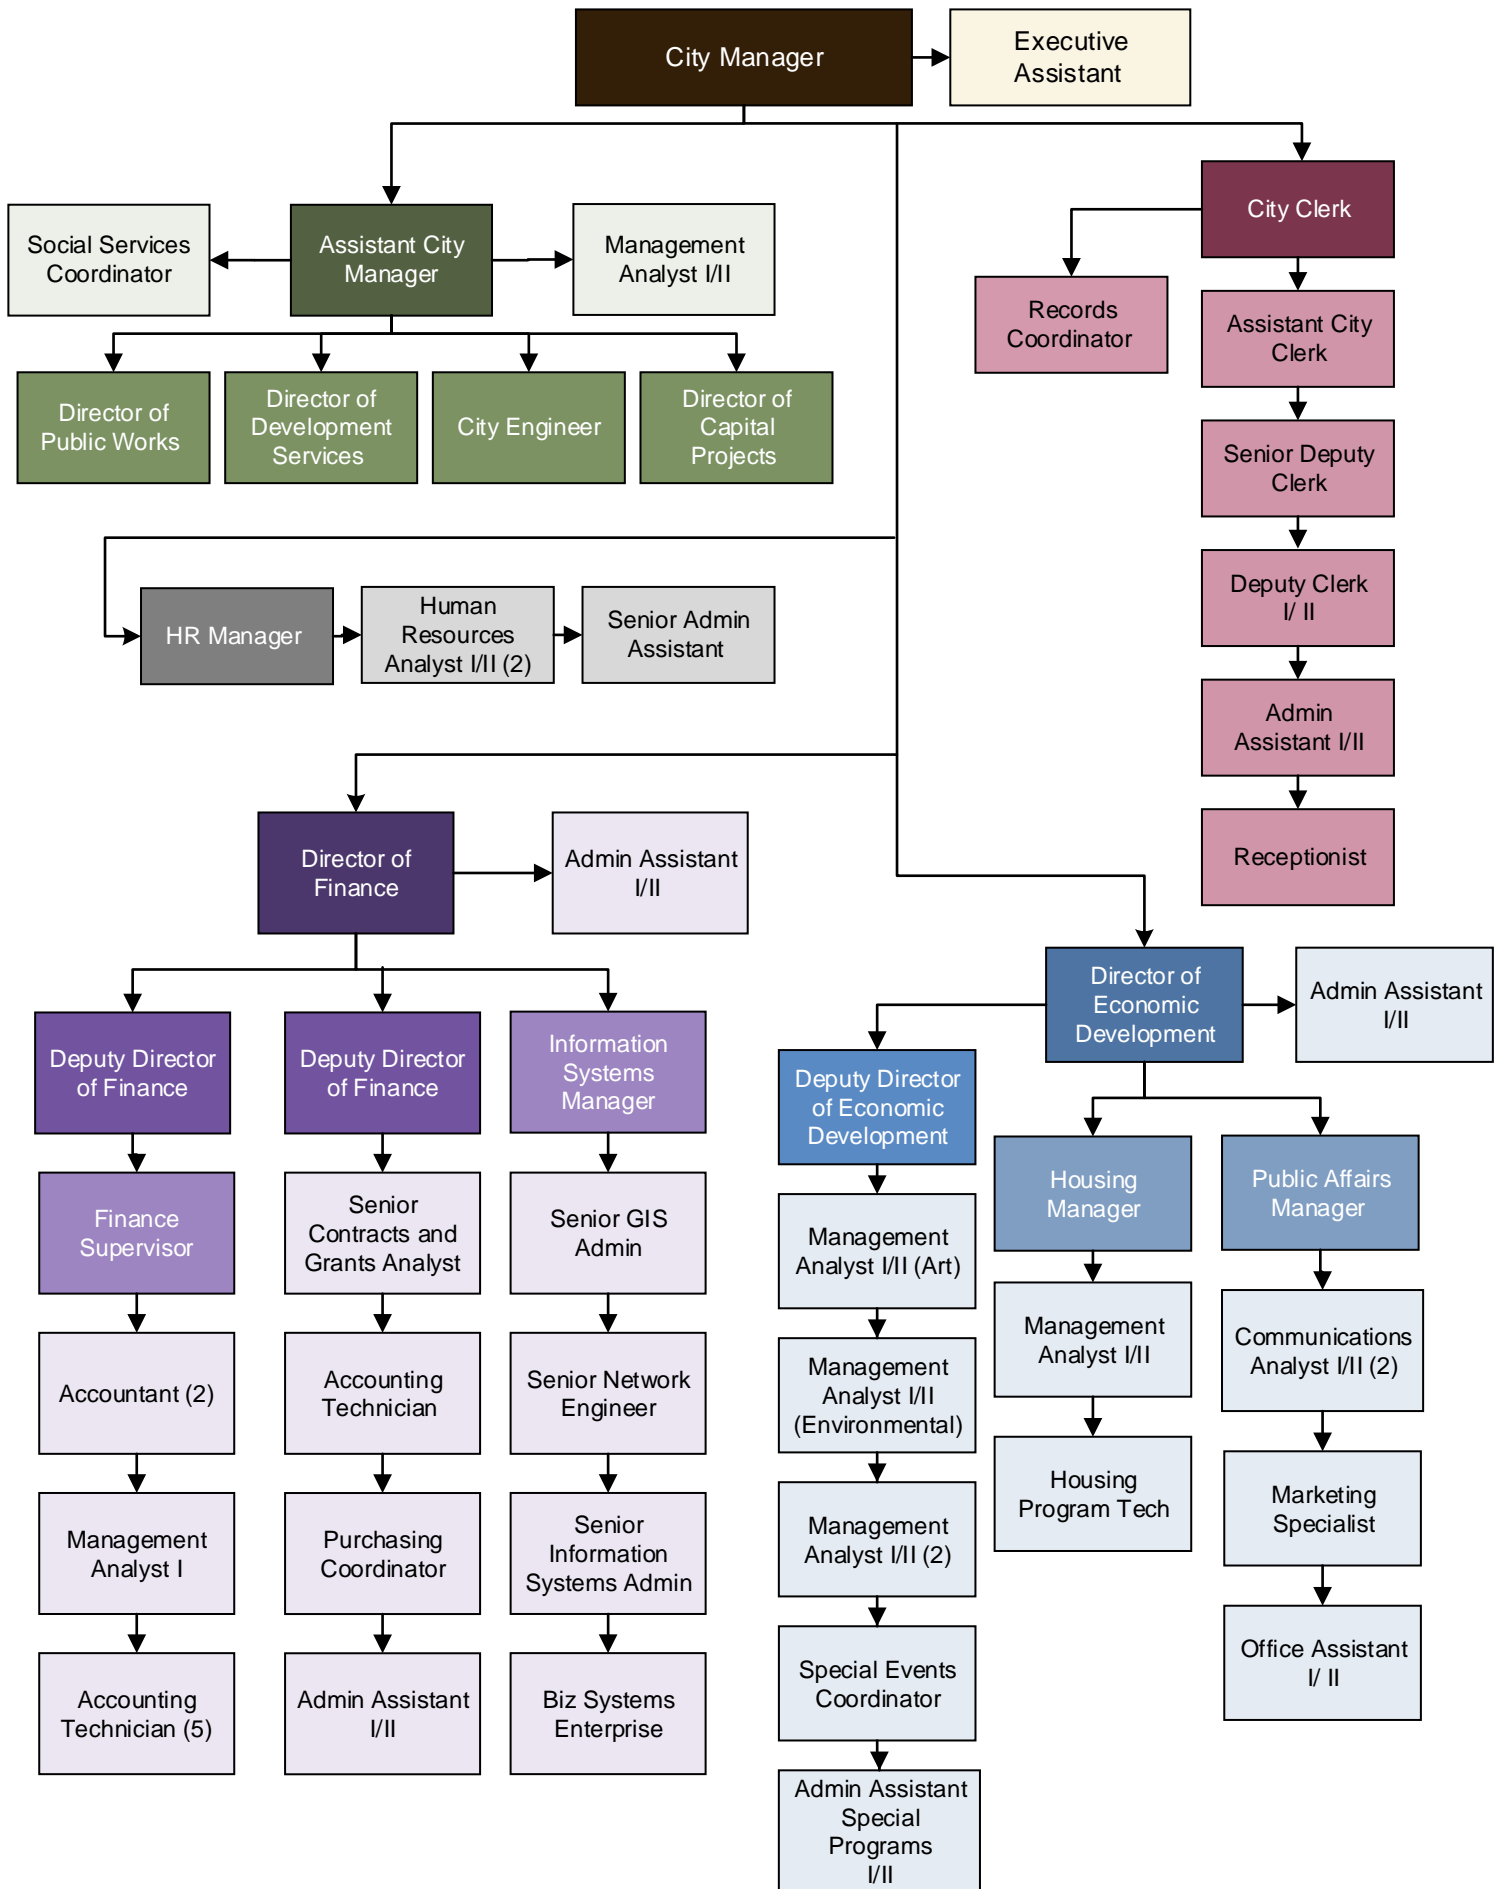 City Manager
Executive
Assistant
City Clerk
Social Services
Coordinator
Assistant City
Manager
Management
Analyst I/II
Records
Coordinator
Assistant City
Clerk
Director of
Public Works
Director of
Development
Services
City Engineer
Director of
Capital
Projects
Senior Deputy
Clerk
Deputy Clerk
I/ II
HR Manager
Human
Resources
Analyst I/II (2)
Senior Admin
Assistant
Admin
Assistant I/II
Receptionist
Director of
Finance
Admin Assistant
I/II
Director of
Economic
Development
Admin Assistant
I/II
Deputy Director
of Finance
Deputy Director
of Finance
Information
Systems
Manager
Deputy Director
of Economic
Development
Housing
Manager
Public Affairs
Manager
Finance
Supervisor
Senior
Contracts and
Grants Analyst
Senior GIS
Admin
Management
Analyst I/II (Art)
Management
Analyst I/II
Communications
Analyst I/II (2)
Accountant (2)
Accounting
Technician
Senior Network
Engineer
Management
Analyst I/II
(Environmental)
Housing
Program Tech
Marketing
Specialist
Management
Analyst I
Purchasing
Coordinator
Senior
Information
Systems Admin
Management
Analyst I/II (2)
Office Assistant
I/ II
Accounting
Technician (5)
Admin Assistant
I/II
Biz Systems
Enterprise
Special Events
Coordinator
Admin Assistant
Special
Programs
I/II